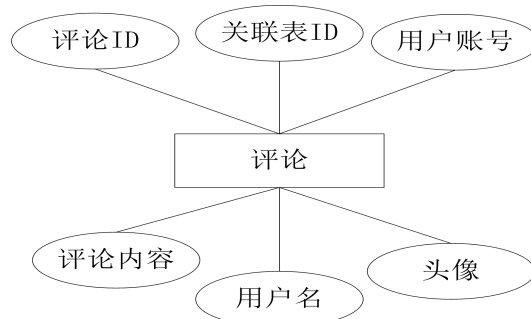 评论ID
关联表ID
用户账号
评论
评论内容
用户名
头像